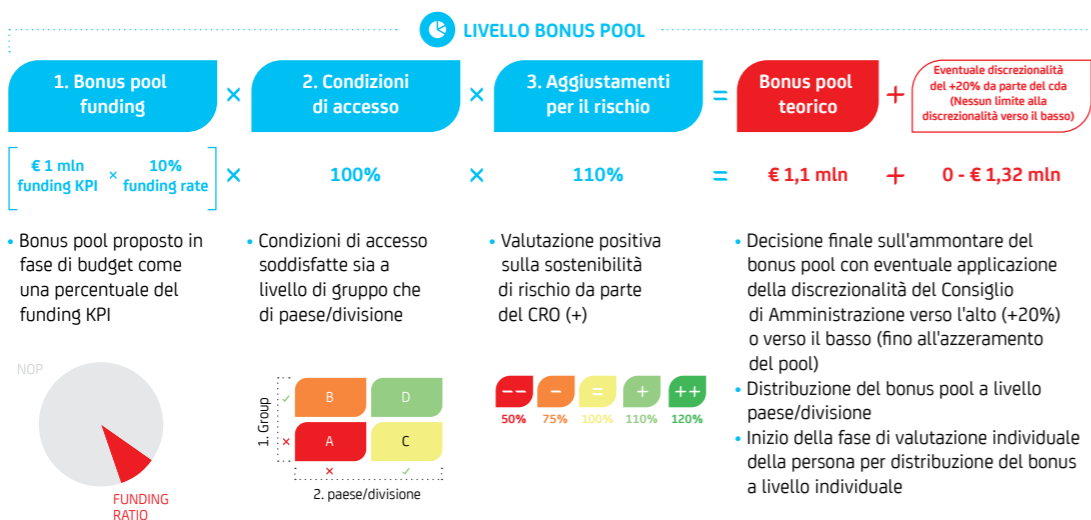 LIVELLO BONUS POOL
1. Bonus pool
funding
×
2. Condizioni
di accesso
×
3. Aggiustamenti
per il rischio
=
Bonus pool
teorico
+
Eventuale discrezionalità
del +20% da parte del cda
(Nessun limite alla
discrezionalità verso il basso)
€ 1 mln
funding KPI
×
10%
funding rate
×
100%
×
110%
=
€ 1,1 mln
+
0 - € 1,32 mln
• Bonus pool proposto in
fase di budget come
una percentuale del
funding KPI
NOP
FUNDING
RATIO
• Condizioni di accesso
soddisfatte sia a
livello di gruppo che
di paese/divisione
1. Group
✓
×
B
D
A
C
×
✓
2. paese/divisione
• Valutazione positiva
sulla sostenibilità
di rischio da parte
del CRO (+)
-- - = + ++
50% 75% 100% 110% 120%
• Decisione finale sull'ammontare del
bonus pool con eventuale applicazione
della discrezionalità del Consiglio
di Amministrazione verso l'alto (+20%)
o verso il basso (fino all'azzeramento
del pool)
• Distribuzione del bonus pool a livello
paese/divisione
• Inizio della fase di valutazione individuale
della persona per distribuzione del bonus
a livello individuale